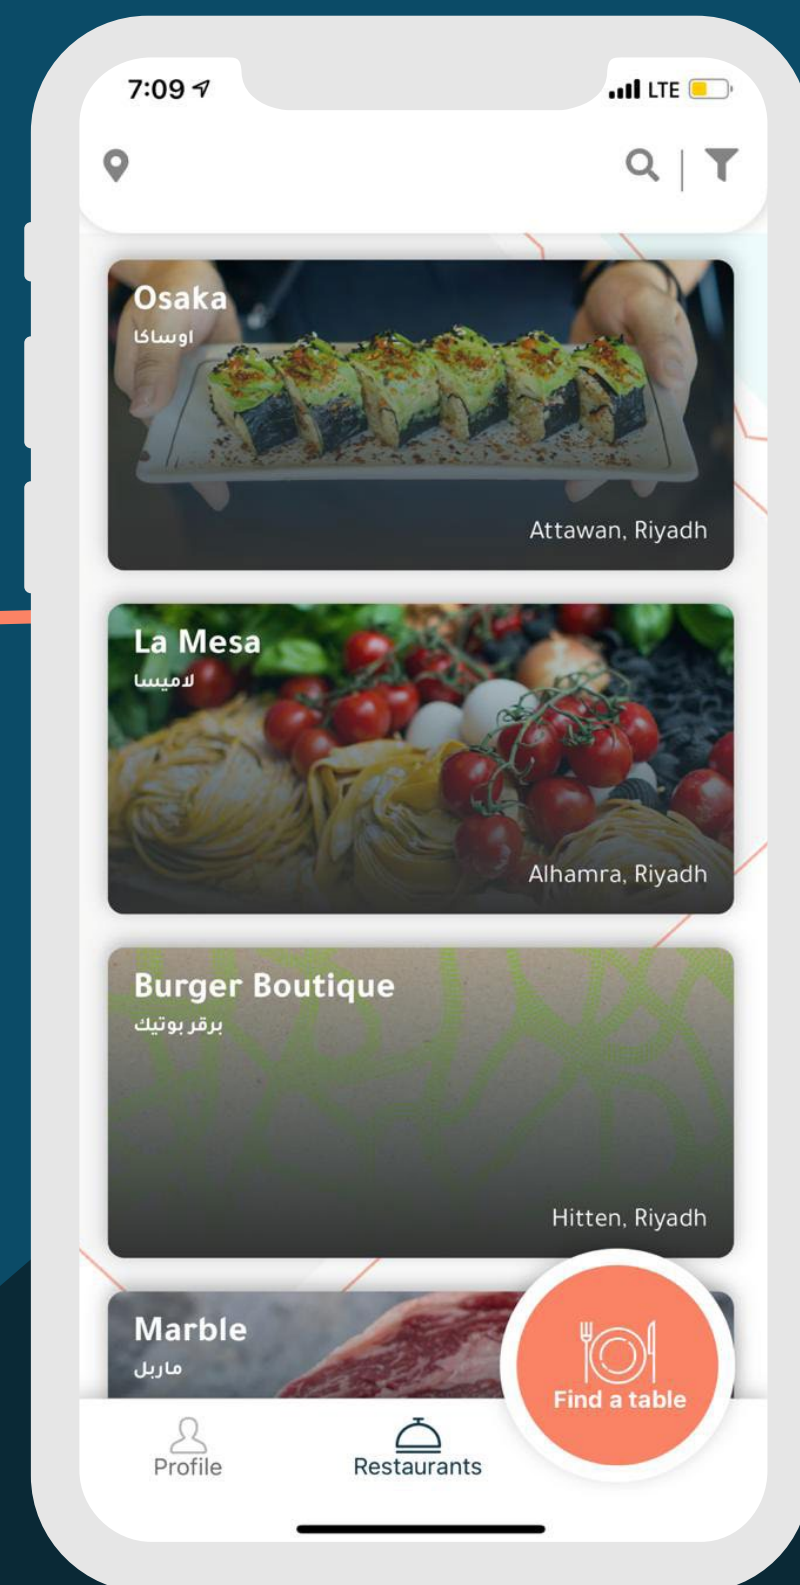 7:09
LTE
Osaka
اوساكا
Attawan, Riyadh
La Mesa
لاميسا
Alhamra, Riyadh
Burger Boutique
برقر بوتيك
Hitten, Riyadh
Marble
ماربل
Find a table
Profile
Restaurants